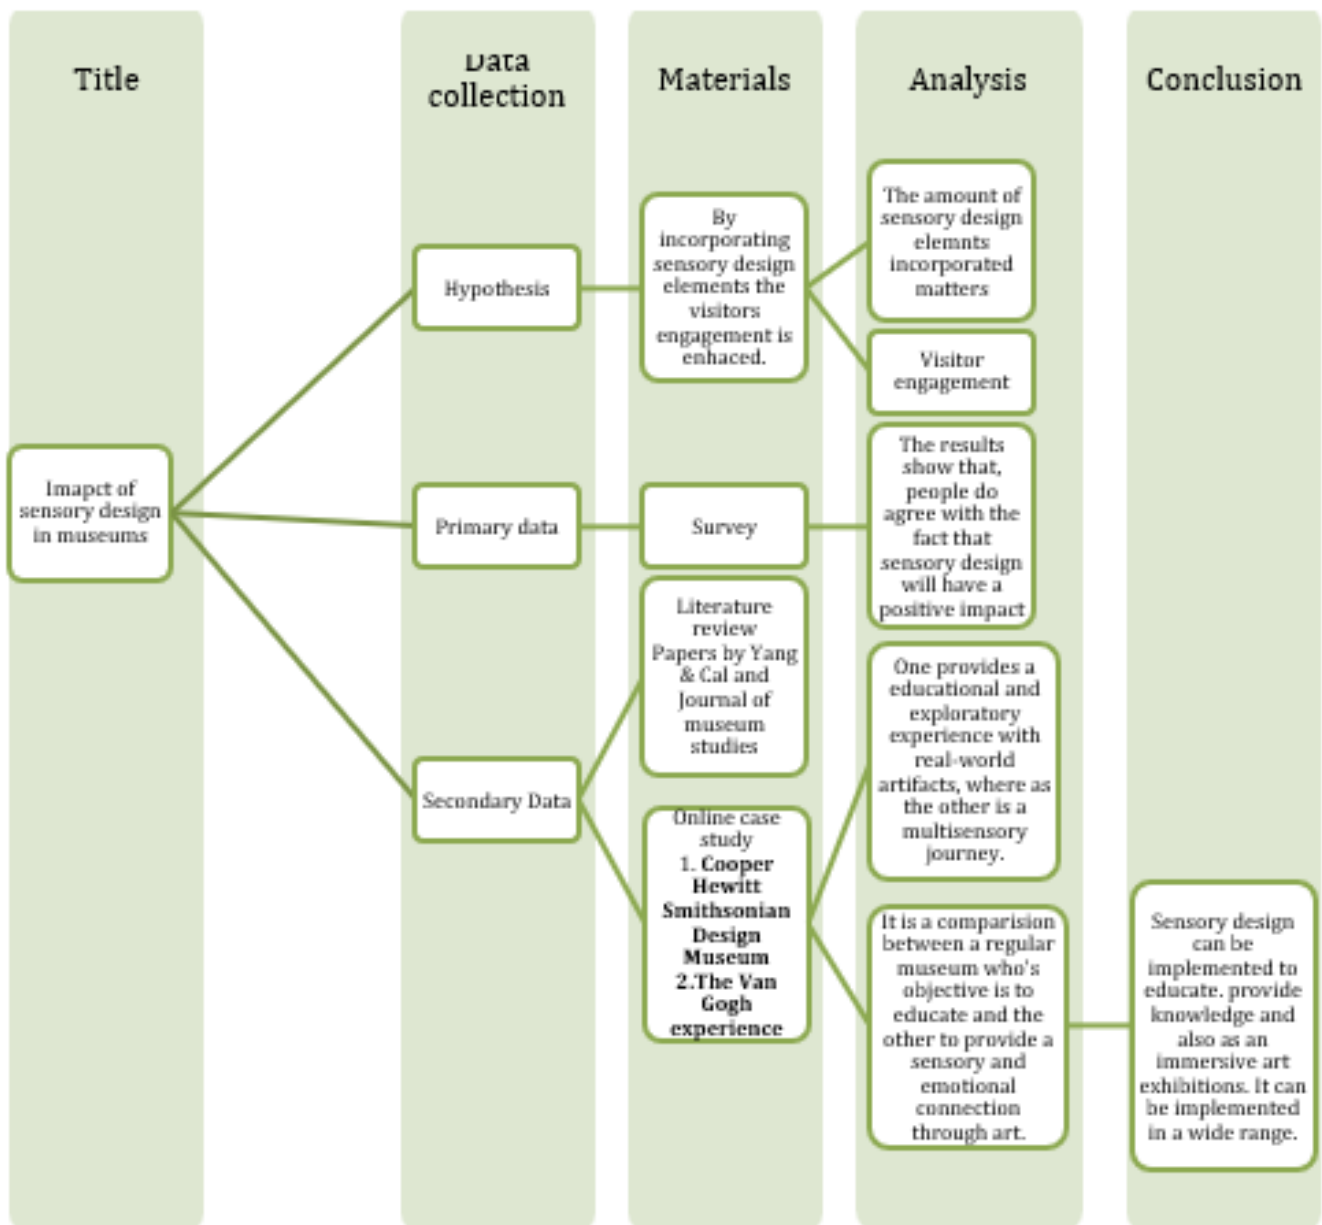 Title
Data
collection
Materials
Analysis
Conclusion
Imapct of
sensory design
in museums
Hypothesis
By
incorporating
sensory design
elements the
visitors
engagement is
enhaced.
The amount of
sensory design
elemnts
incorporated
matters
Visitor
engagement
Primary data
Survey
The results
show that,
people do
agree with the
fact that
sensory design
will have a
positive impact
Secondary Data
Literature
review
Papers by Yang
& Cal and
Journal of
museum
studies
Online case
study
1. Cooper
Hewitt
Smithsonian
Design
Museum
2.The Van
Gogh
experience
One provides a
educational and
exploratory
experience with
real-world
artifacts, where as
the other is a
multisensory
journey.
It is a comparision
between a regular
museum who's
objective is to
educate and the
other to provide a
sensory and
emotional
connection
through art.
Sensory design
can be
implemented to
educate. provide
knowledge and
also as an
immersive art
exhibitions. It can
be implemented
in a wide range.